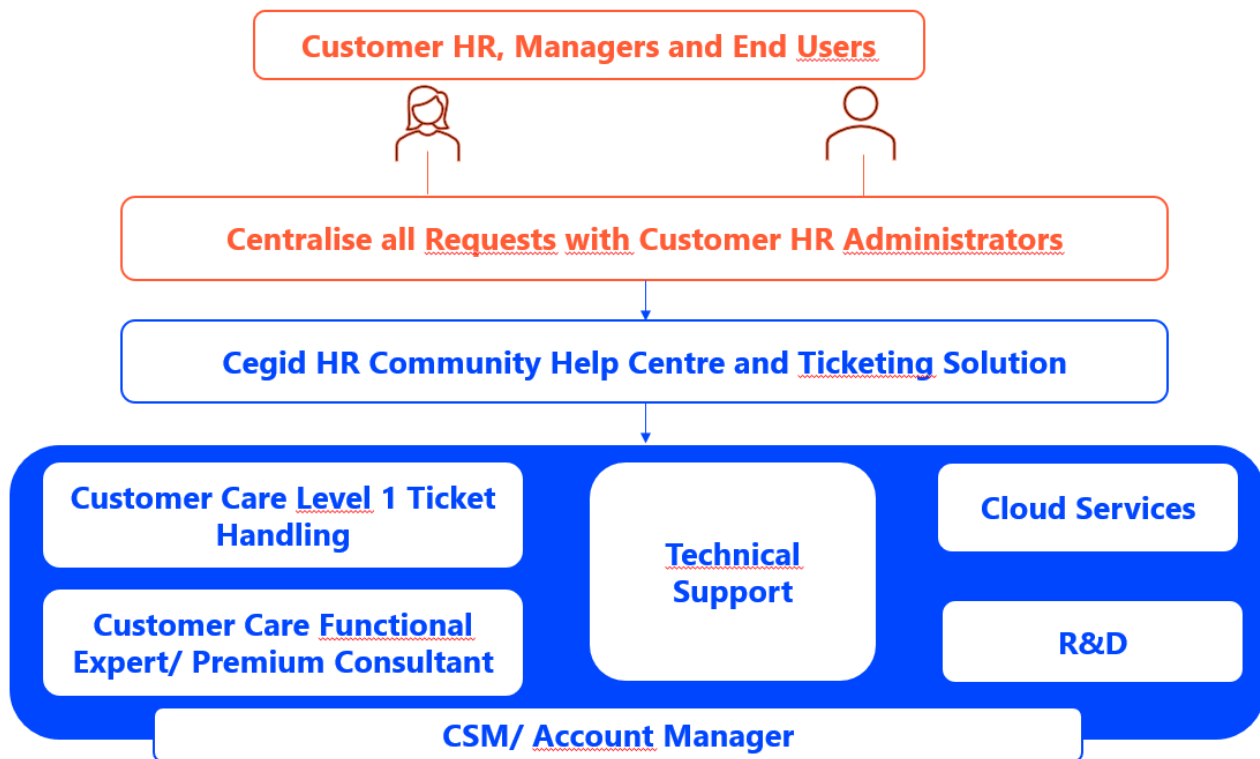 Customer HR, Managers and End Users
Centralise all Requests with Customer HR Administrators
Cegid HR Community Help Centre and Ticketing Solution
Customer Care Level 1 Ticket
Handling
Customer Care Functional
Expert/ Premium Consultant
Technical
Support
Cloud Services
R&D
CSM/ Account Manager